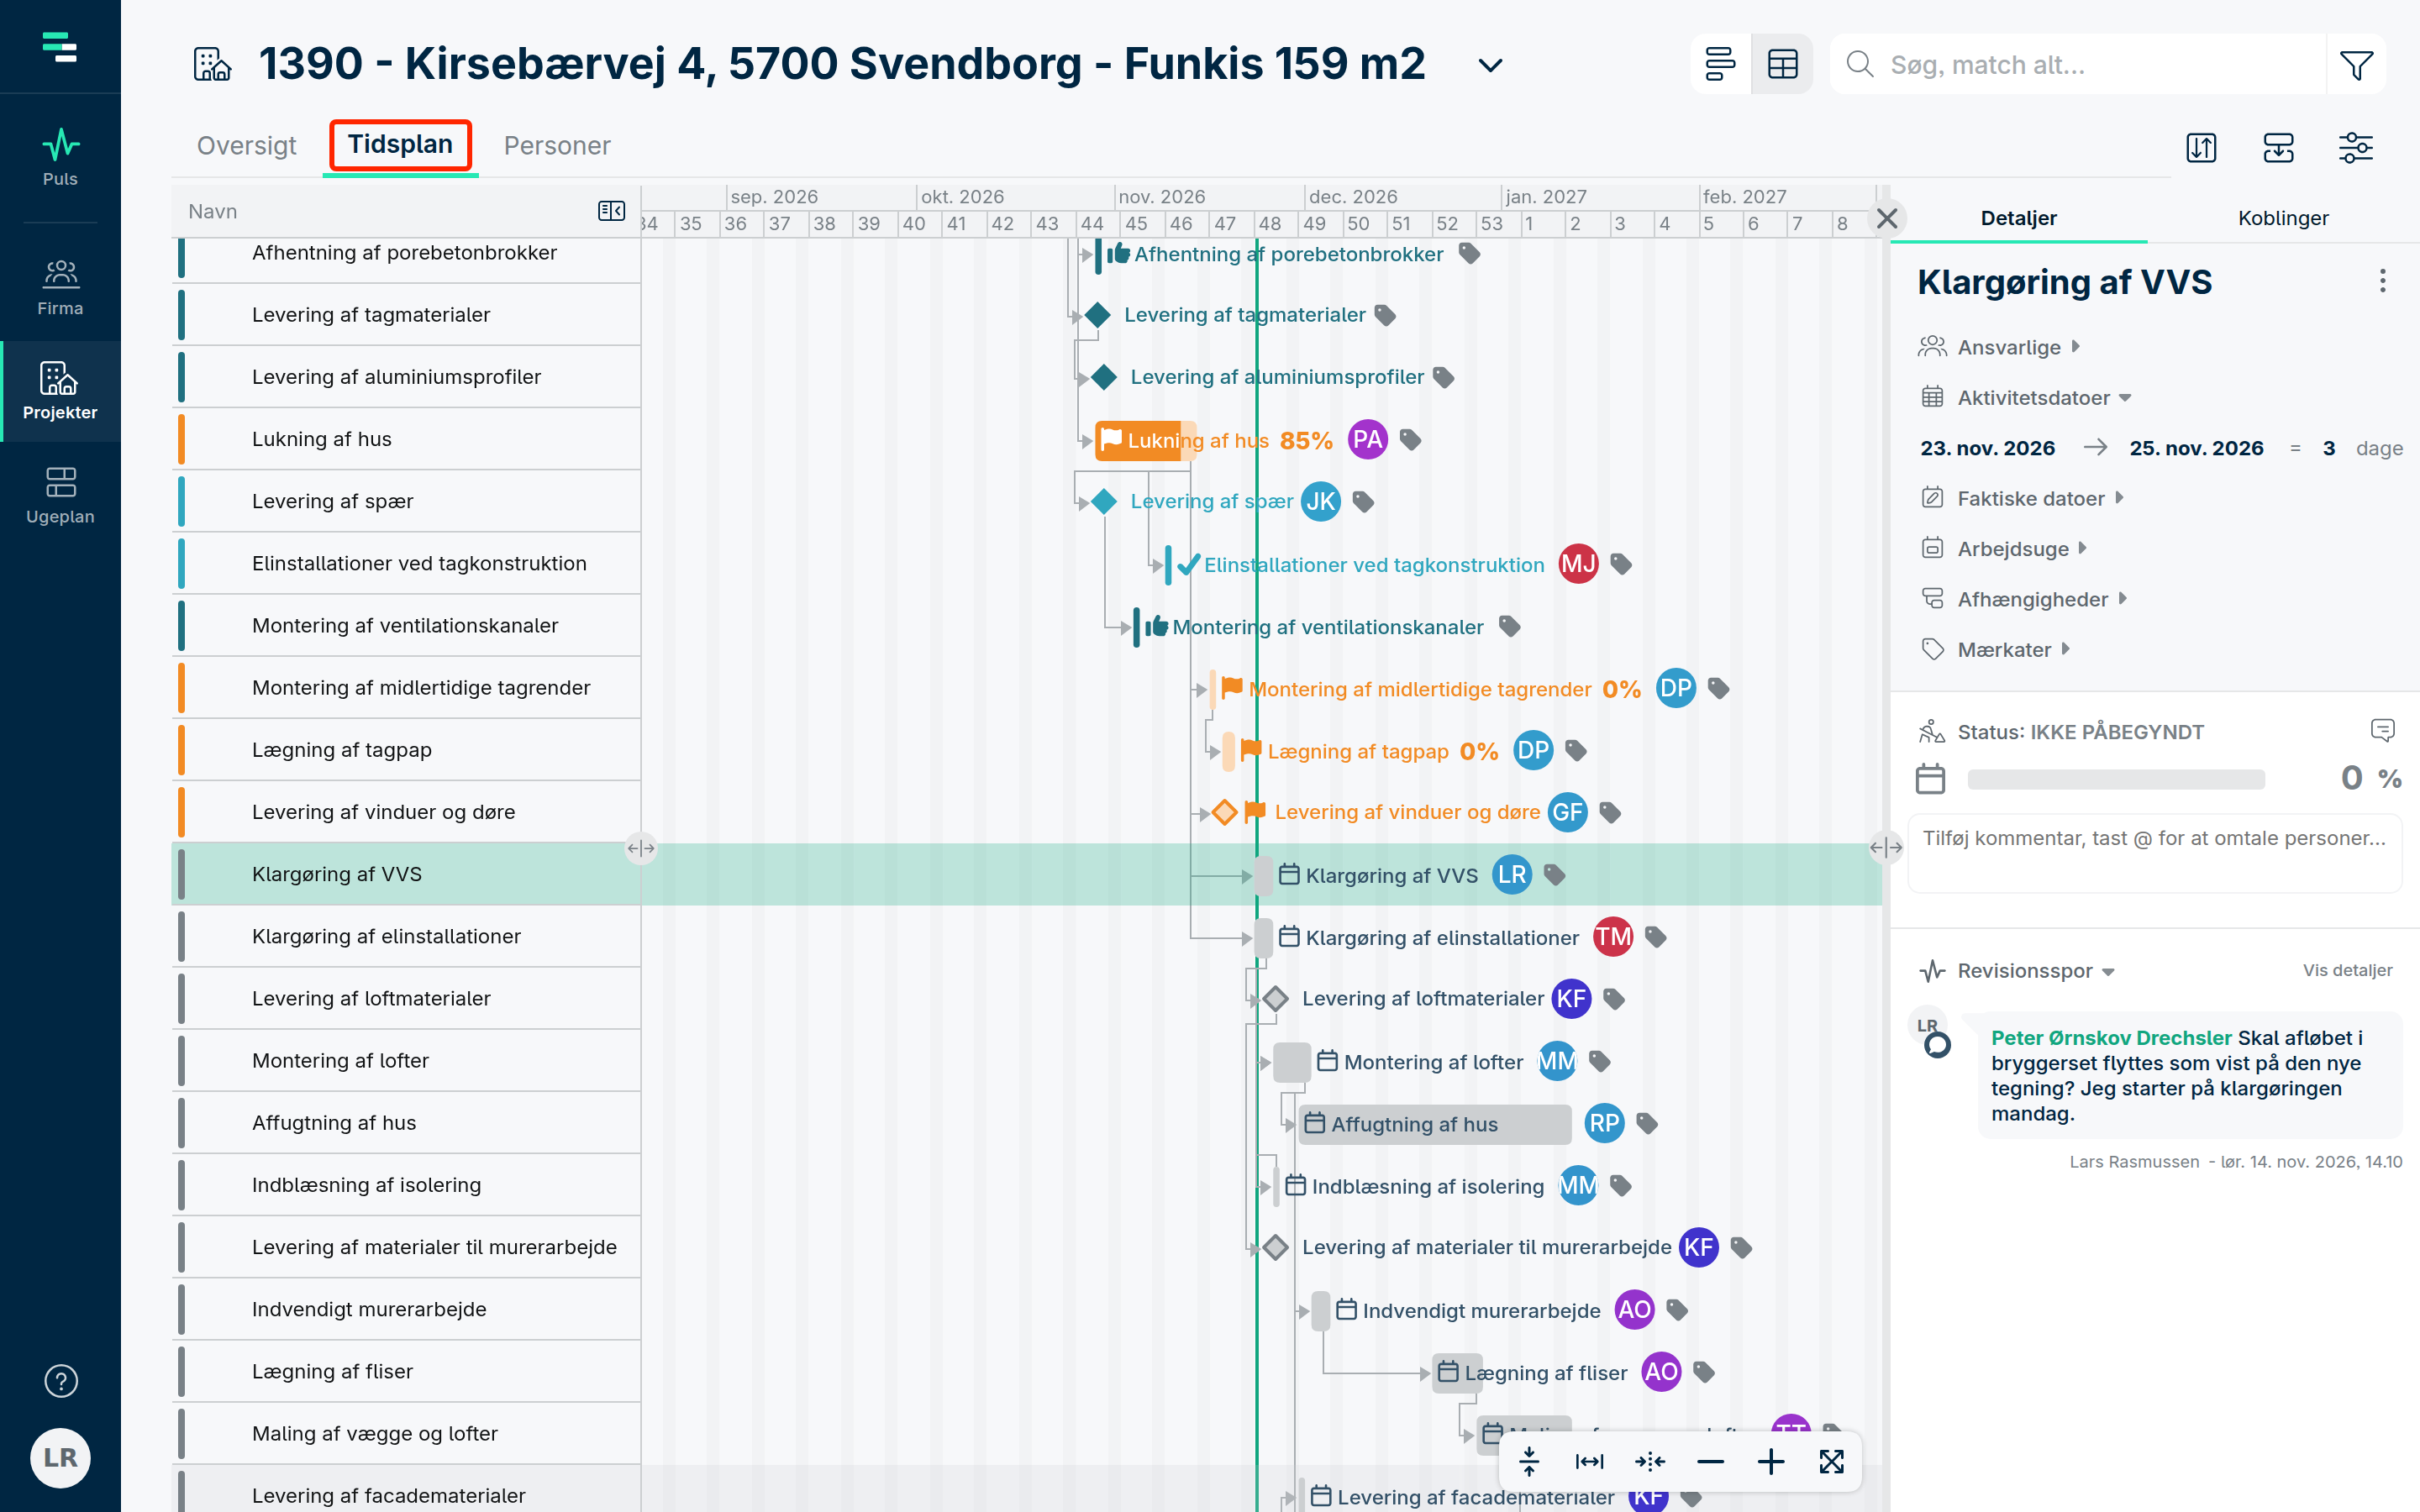 1390 - Kirsebærvej 4, 5700 Svendborg - Funkis 159 m2
Søg, match alt...
Puls
Firma
Projekter
Ugeplan
?
LR
Oversigt
Tidsplan
Personer
Navn
sep. 2026
okt. 2026
nov. 2026
dec. 2026
jan. 2027
feb. 2027
34 35 36 37 38 39 40 41 42 43 44 45 46 47 48 49 50 51 52 53 1 2 3 4 5 6 7 8
Afhentning af porebetonbrokker
Afhentning af porebetonbrokker
Levering af tagmaterialer
Levering af tagmaterialer
Levering af aluminiumsprofiler
Levering af aluminiumsprofiler
Lukning af hus
Lukning af hus 85% PA
Levering af spær
Levering af spær JK
Elinstallationer ved tagkonstruktion
Elinstallationer ved tagkonstruktion MJ
Montering af ventilationskanaler
Montering af ventilationskanaler
Montering af midlertidige tagrender
Montering af midlertidige tagrender 0% DP
Lægning af tagpap
Lægning af tagpap 0% DP
Levering af vinduer og døre
Levering af vinduer og døre GF
Klargøring af VVS
Klargøring af VVS LR
Klargøring af elinstallationer
Klargøring af elinstallationer TM
Levering af loftmaterialer
Levering af loftmaterialer KF
Montering af lofter
Montering af lofter MM
Affugtning af hus
Affugtning af hus RP
Indblæsning af isolering
Indblæsning af isolering MM
Levering af materialer til murerarbejde
Levering af materialer til murerarbejde KF
Indvendigt murerarbejde
Indvendigt murerarbejde AO
Lægning af fliser
Lægning af fliser AO
Maling af vægge og lofter
TT
Levering af facadematerialer
Levering af facadematerialer KF
Detaljer
Koblinger
Klargøring af VVS
Ansvarlige
Aktivitetsdatoer
23. nov. 2026 → 25. nov. 2026 = 3 dage
Faktiske datoer
Arbejdsuge
Afhængigheder
Mærkater
Status: IKKE PÅBEGYNDT
0 %
Tilføj kommentar, tast @ for at omtale personer...
Revisionsspor
Vis detaljer
LR
Peter Ørnskov Drechsler Skal afløbet i
bryggerset flyttes som vist på den nye
tegning? Jeg starter på klargøringen
mandag.
Lars Rasmussen - lør. 14. nov. 2026, 14.10